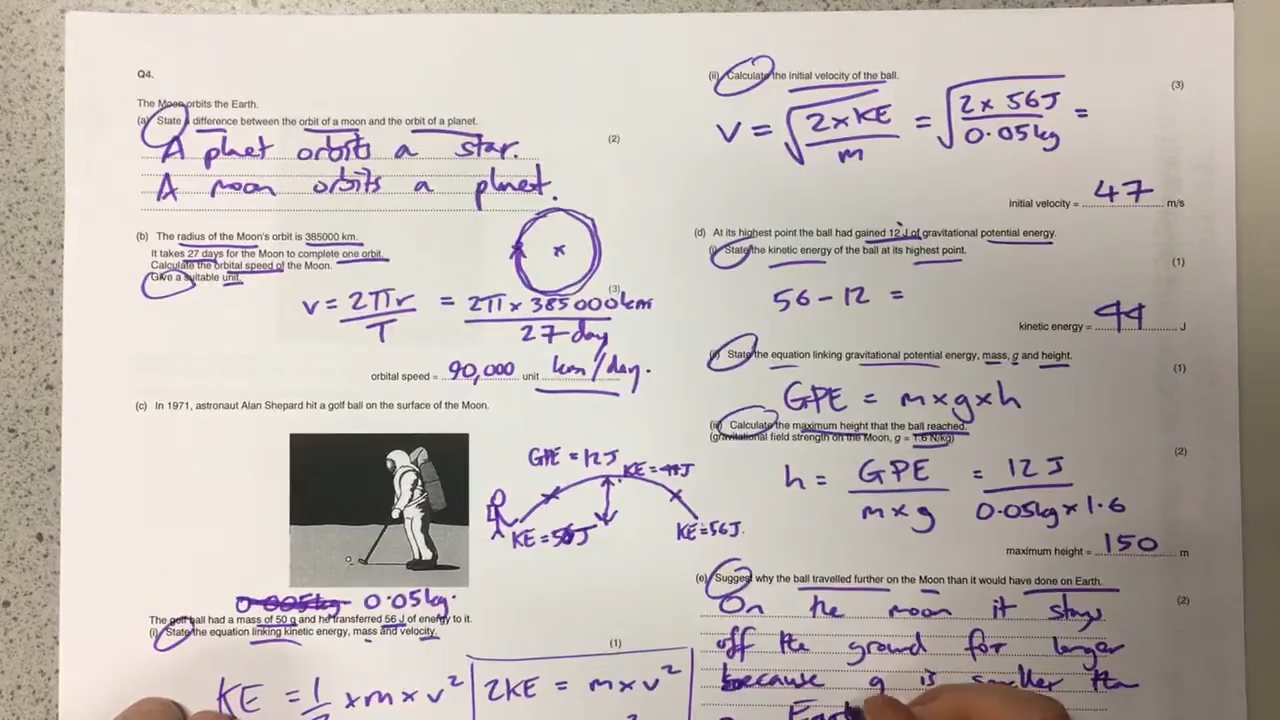 Q4.
The Moon orbits the Earth.
(a) State a difference between the orbit of a moon and the orbit of a planet.
(2)
A planet orbits a star.
A moon orbits a planet.
(b) The radius of the Moon's orbit is 385000 km.
It takes 27 days for the Moon to complete one orbit.
Calculate the orbital speed of the Moon.
Give a suitable unit.
(3)
v = 2πr / T = 2π × 385000km / 27 day
orbital speed = 90,000 unit km/day.
(c) In 1971, astronaut Alan Shepard hit a golf ball on the surface of the Moon.
GPE = 12J
KE = 44J
KE = 56J
KE = 56J.
0.005kg 0.05kg.
The golf ball had a mass of 50 g and he transferred 56 J of energy to it.
(i) State the equation linking kinetic energy, mass and velocity.
(1)
KE = 1/2 × m × v²
2KE = m × v²
(ii) Calculate the initial velocity of the ball.
(3)
v = √2×KE / m = √2 × 56J / 0.05kg =
initial velocity = 47 m/s
(d) At its highest point the ball had gained 12 J of gravitational potential energy.
(i) State the kinetic energy of the ball at its highest point.
(1)
56 - 12 =
kinetic energy = 44 J
(ii) State the equation linking gravitational potential energy, mass, g and height.
(1)
GPE = m×g×h
(iii) Calculate the maximum height that the ball reached.
(gravitational field strength on the Moon, g = 1.6 N/kg)
(2)
h = GPE / m×g = 12J / 0.05kg × 1.6
maximum height = 150 m
(e) Suggest why the ball travelled further on the Moon than it would have done on Earth.
(2)
On the moon it stays
off the ground for longer
because g is smaller than